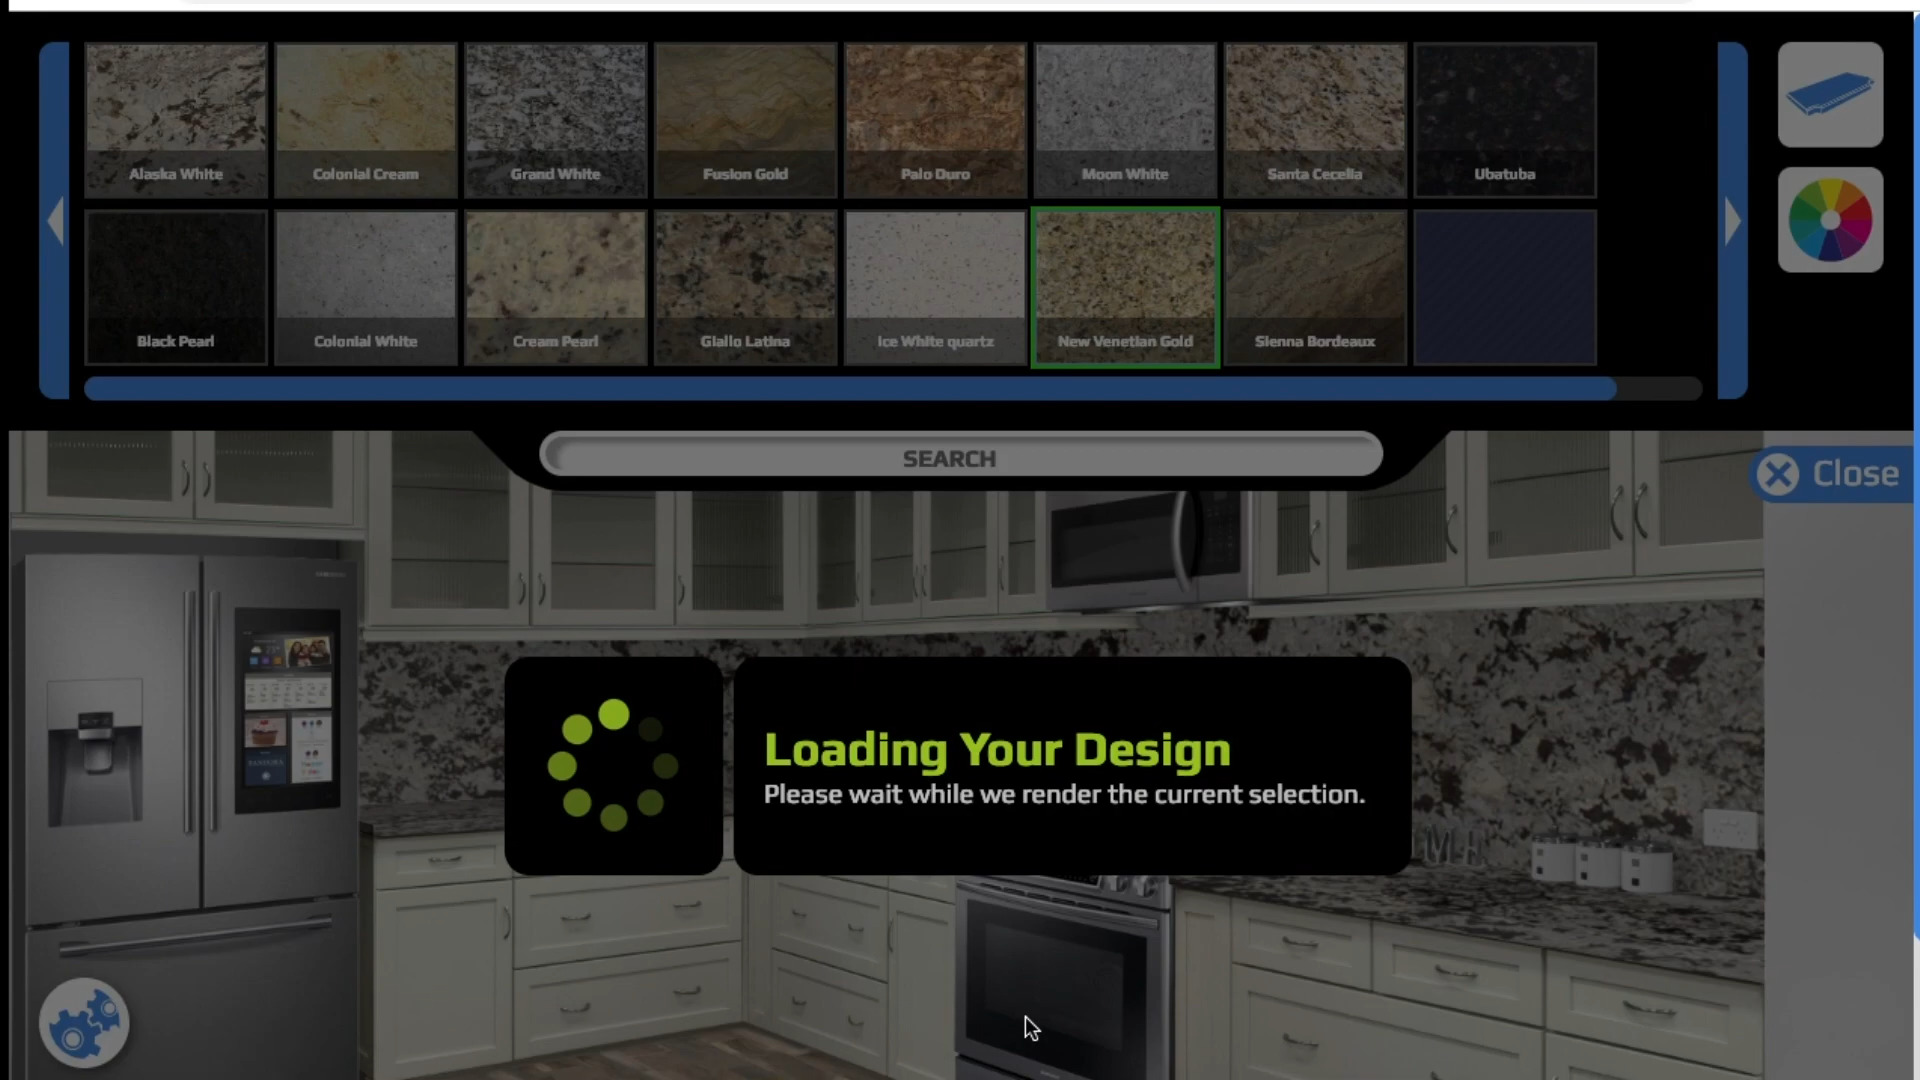 Alaska White
Colonial Cream
Grand White
Fusion Gold
Palo Duro
Moon White
Santa Cecelia
Ubatuba
Black Pearl
Colonial White
Cream Pearl
Giallo Latina
Ice White quartz
New Venetian Gold
Sienna Bordeaux
SEARCH
Close
Loading Your Design
Please wait while we render the current selection.